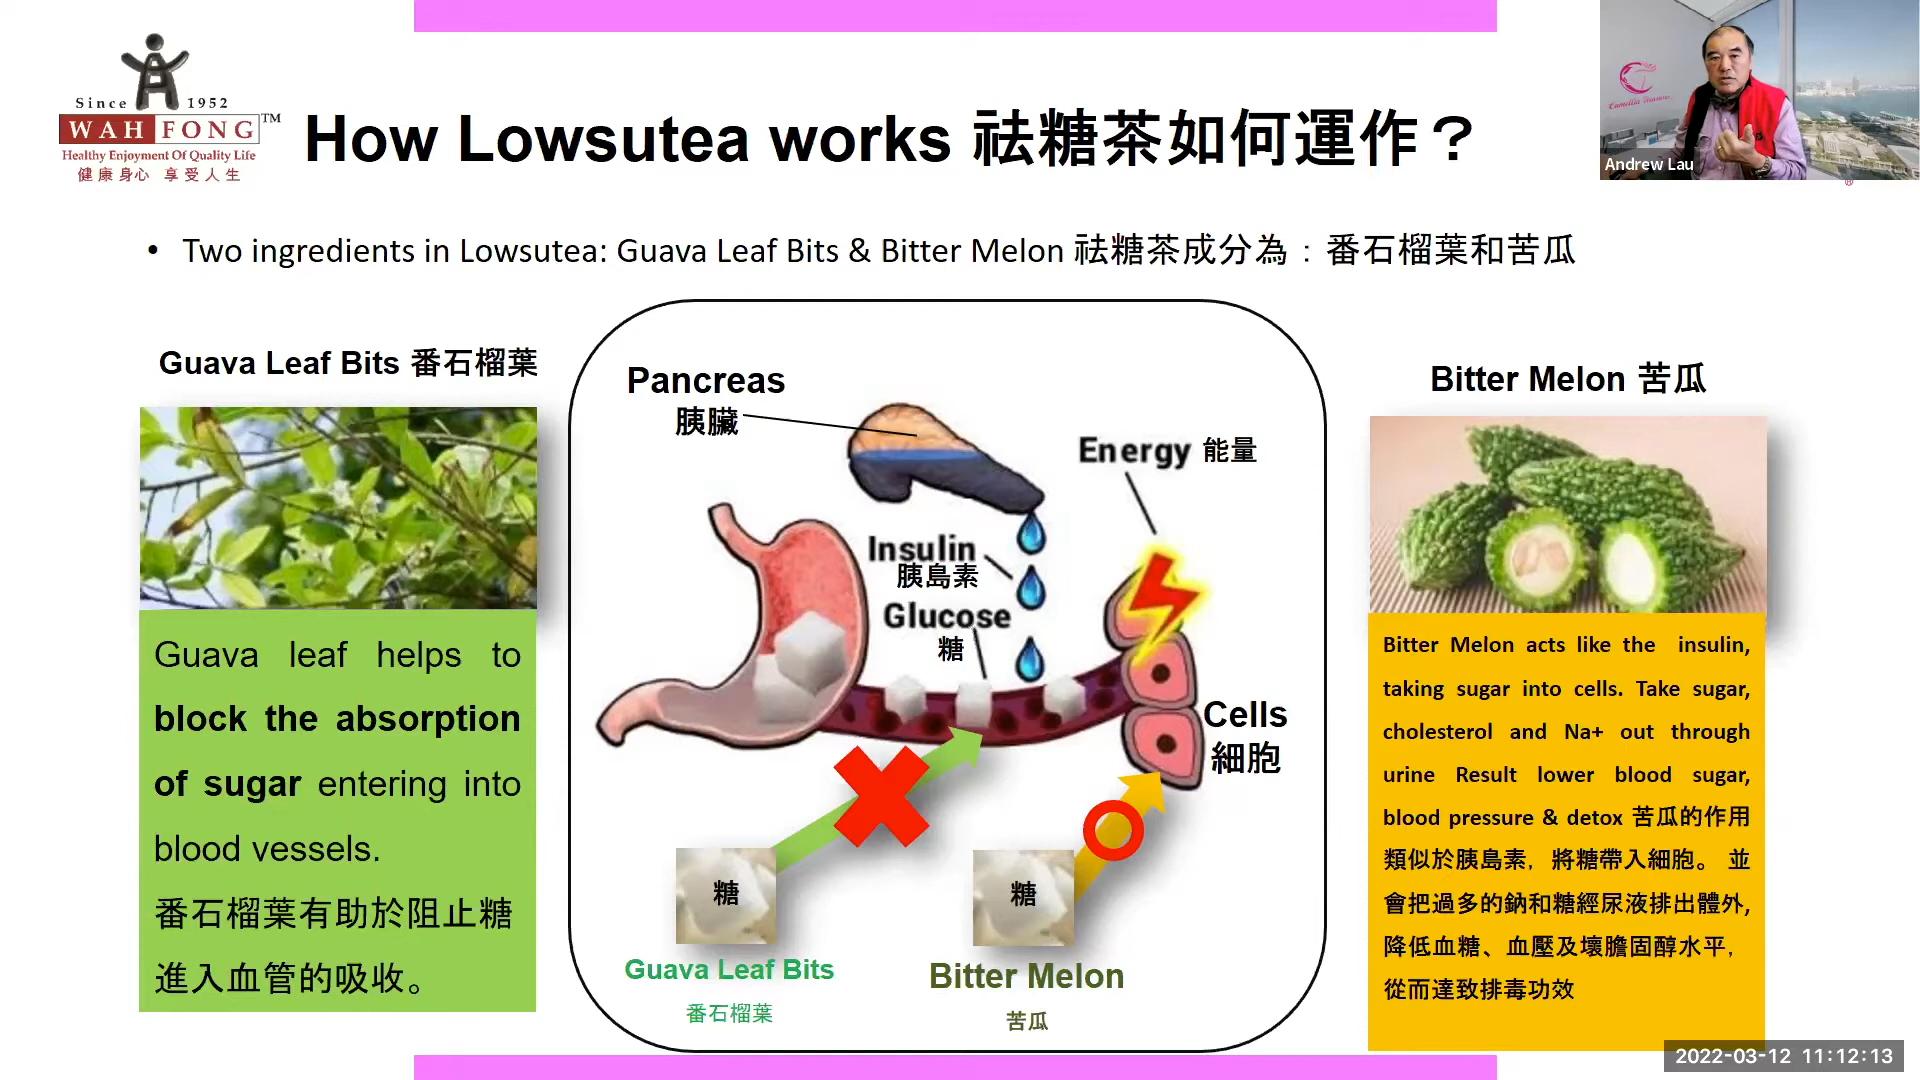 Since 1952
WAH FONG™
Healthy Enjoyment Of Quality Life
健康身心 享受人生
How Lowsutea works 祛糖茶如何運作？
Andrew Lau
Camellia Treasure
®
• Two ingredients in Lowsutea: Guava Leaf Bits & Bitter Melon 祛糖茶成分為：番石榴葉和苦瓜
Guava Leaf Bits 番石榴葉
Guava leaf helps to
block the absorption
of sugar entering into
blood vessels.
番石榴葉有助於阻止糖
進入血管的吸收。
Pancreas
胰臟
Energy 能量
Insulin
胰島素
Glucose
糖
Cells
細胞
糖
糖
Guava Leaf Bits
番石榴葉
Bitter Melon
苦瓜
Bitter Melon 苦瓜
Bitter Melon acts like the insulin,
taking sugar into cells. Take sugar,
cholesterol and Na+ out through
urine Result lower blood sugar,
blood pressure & detox 苦瓜的作用
類似於胰島素，將糖帶入細胞。 並
會把過多的鈉和糖經尿液排出體外,
降低血糖、血壓及壞膽固醇水平，
從而達致排毒功效
2022-03-12 11:12:13